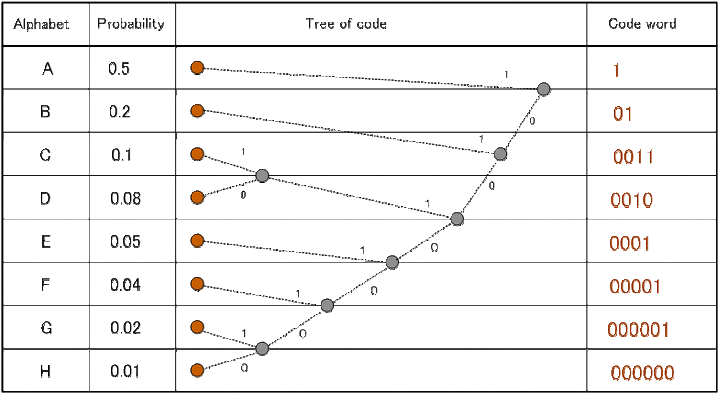 Alphabet Probability Tree of code Code word
A 0.5 1 1
0
B 0.2 01
1
C 0.1 1 0011
0
D 0.08 0 1 0010
0
E 0.05 1 0001
0
F 0.04 1 00001
G 0.02 1 0 000001
H 0.01 0 000000